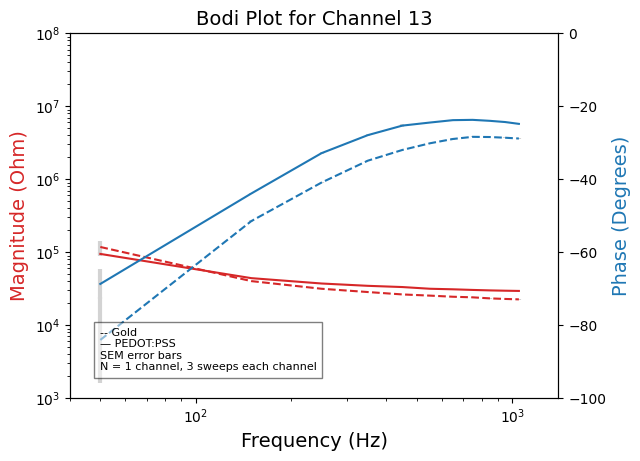 Bodi Plot for Channel 13
10⁸
10⁷
10⁶
10⁵
10⁴
10³
Magnitude (Ohm)
0
−20
−40
−60
−80
−100
Phase (Degrees)
-- Gold
— PEDOT:PSS
SEM error bars
N = 1 channel, 3 sweeps each channel
10² 10³
Frequency (Hz)